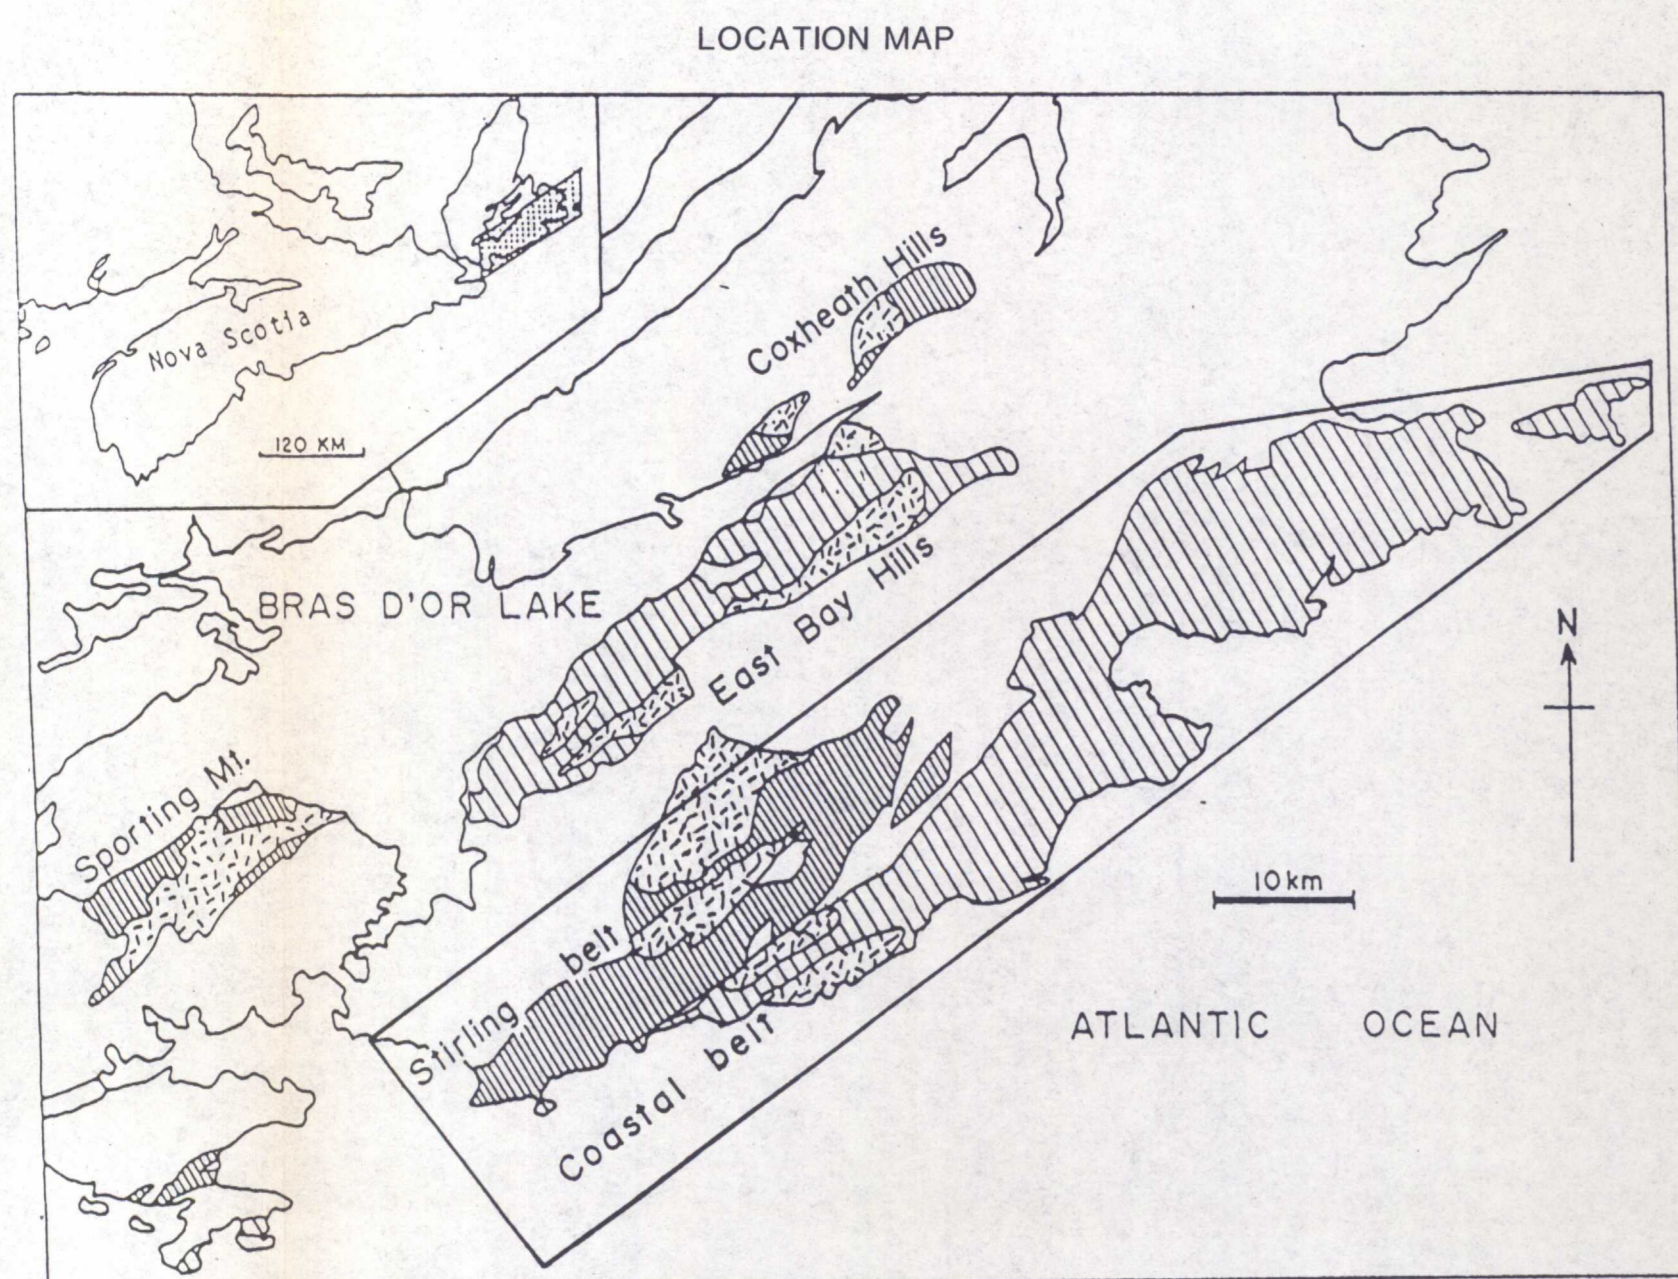 LOCATION MAP
Nova Scotia
120 KM
Coxheath Hills
BRAS D'OR LAKE
East Bay Hills
N
Sporting Mt.
10km
Stirling belt
Coastal belt
ATLANTIC OCEAN